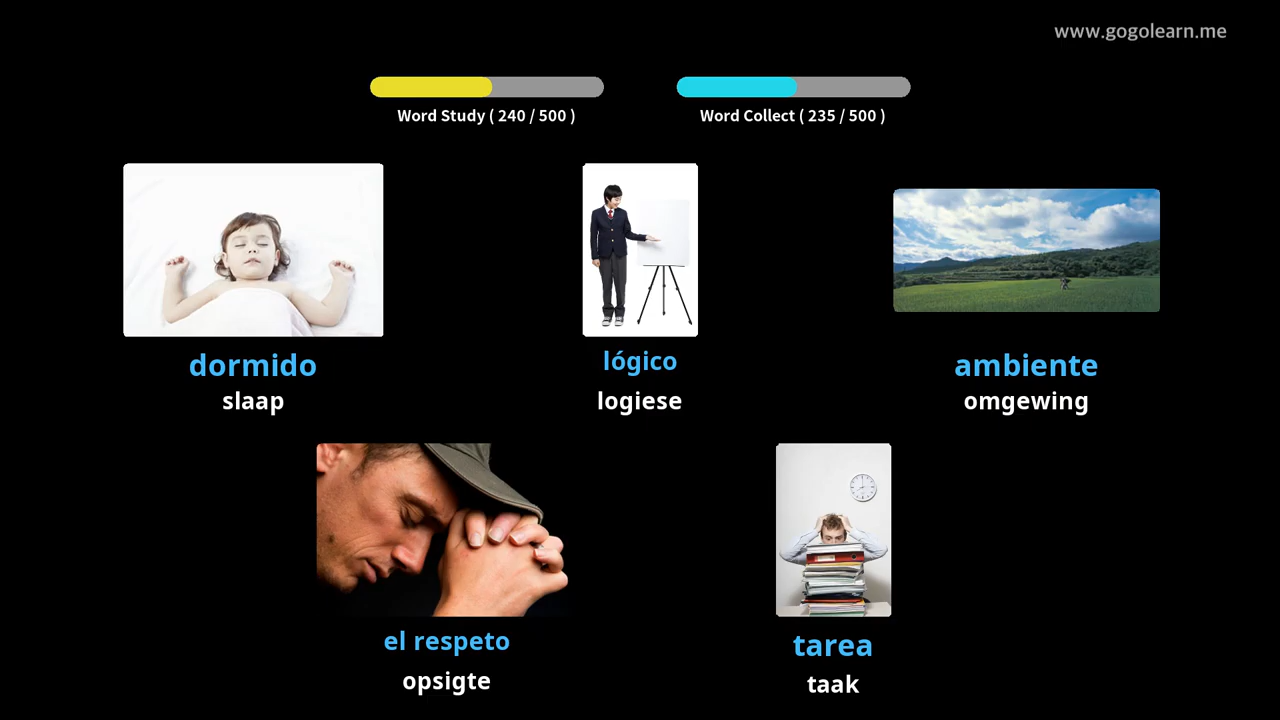 www.gogolearn.me
Word Study ( 240 / 500 )
Word Collect ( 235 / 500 )
dormido
slaap
lógico
logiese
ambiente
omgewing
el respeto
opsigte
tarea
taak